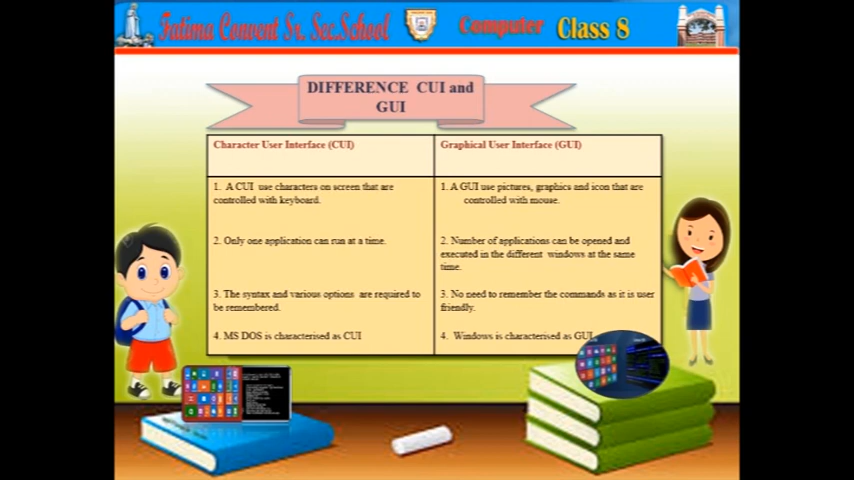 Fatima Convent Sr. Sec.School Computer Class 8
DIFFERENCE CUI and
GUI
Character User Interface (CUI)
Graphical User Interface (GUI)
1. A CUI use characters on screen that are
controlled with keyboard.
1. A GUI use pictures, graphics and icon that are
controlled with mouse.
2. Only one application can run at a time.
2. Number of applications can be opened and
executed in the different windows at the same
time.
3. The syntax and various options are required to
be remembered.
3. No need to remember the commands as it is user
friendly.
4. MS DOS is characterised as CUI
4. Windows is characterised as GUI